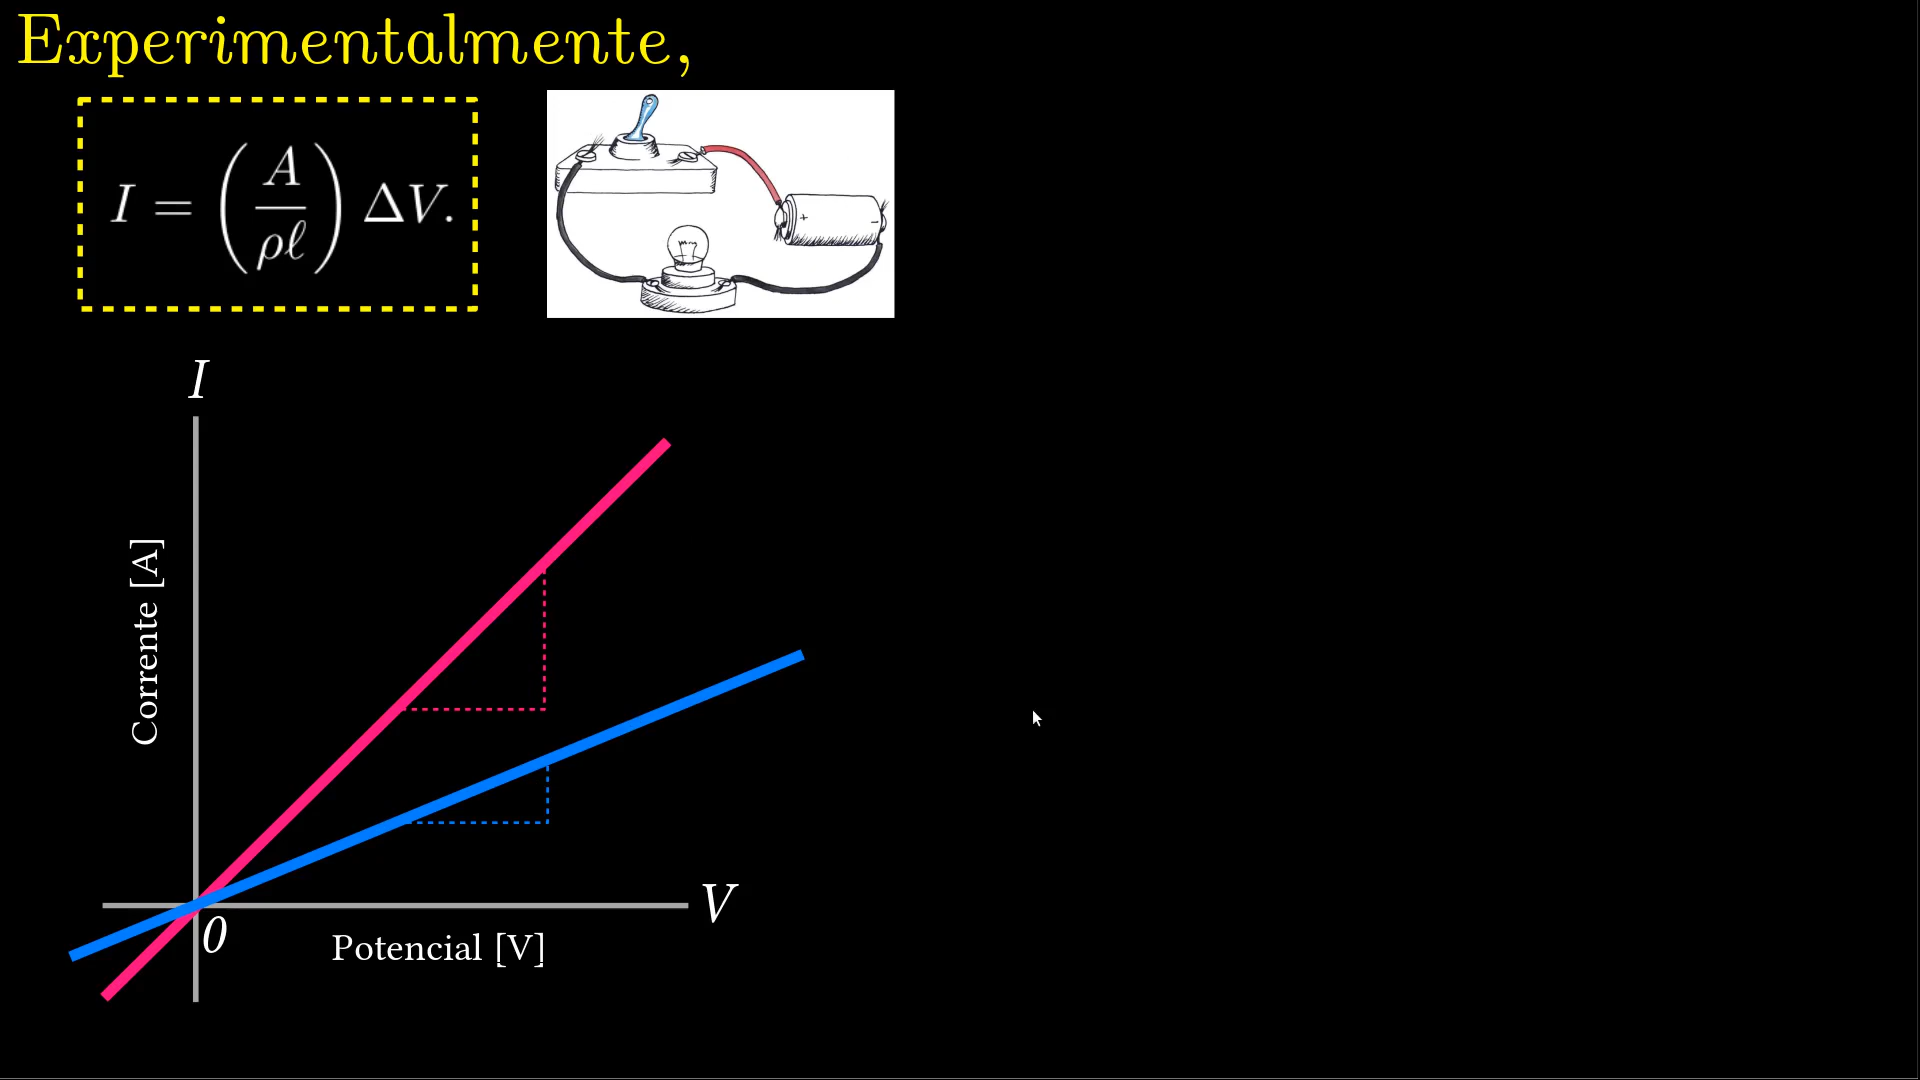 Experimentalmente,
I = (A / ρℓ) ΔV.
+ −
I
Corrente [A]
V
0
Potencial [V]